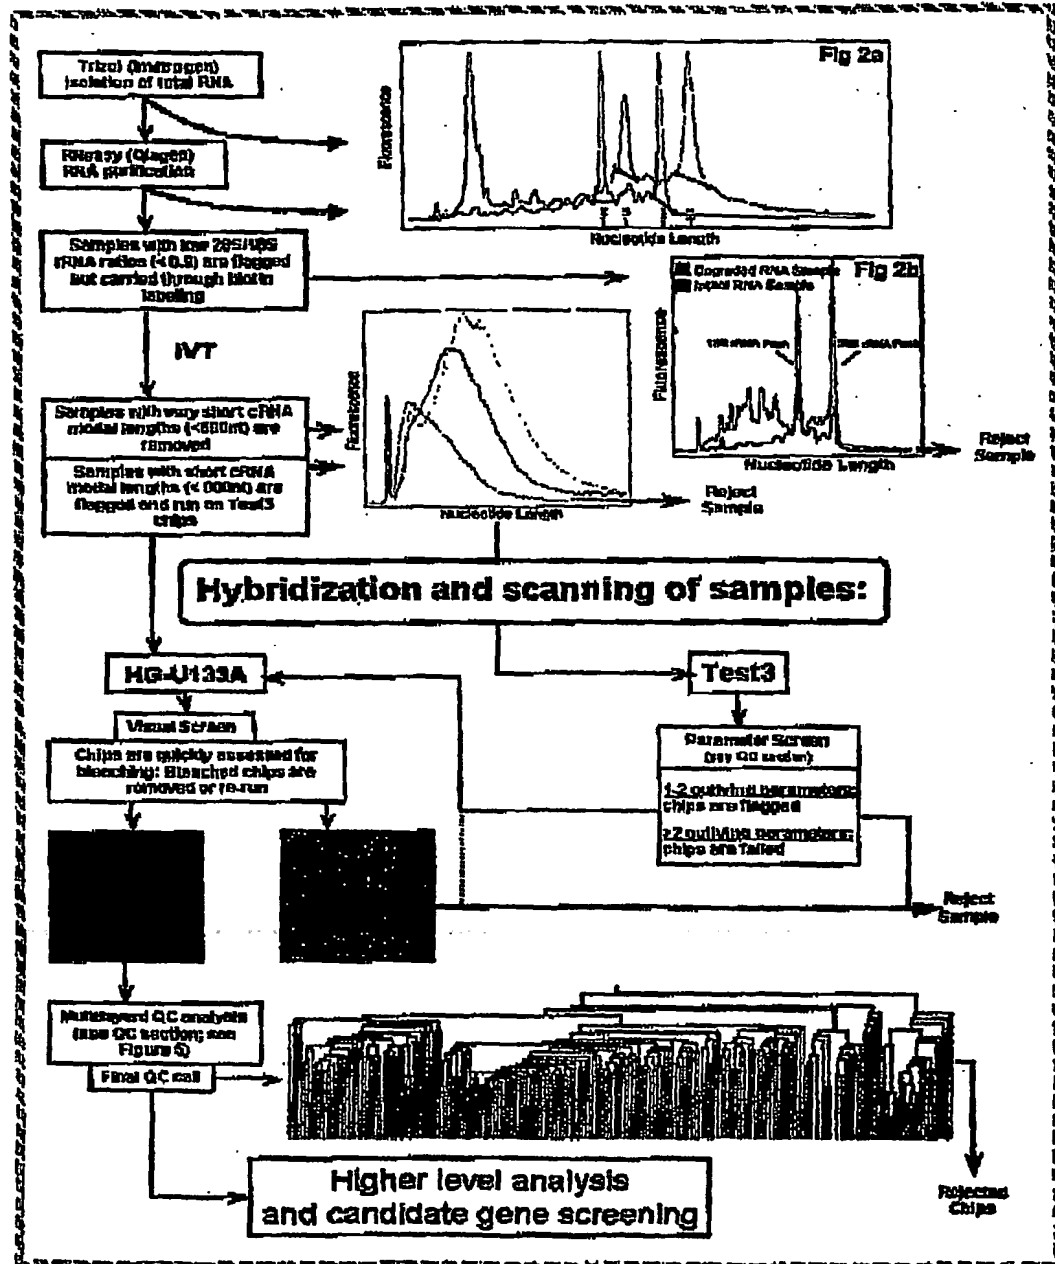 Trizol (Invitrogen)
isolation of total RNA
Fig 2a
Fluorescence
Nucleotide Length
RNeasy (Qiagen)
RNA purification
Samples with low 28S/18S
rRNA ratios (<0.8) are flagged
but carried through biotin
labeling
Fig 2b
Degraded RNA Sample
Intact RNA Sample
18S rRNA Peak
28S rRNA Peak
Fluorescence
Nucleotide Length
Reject
Sample
IVT
Samples with very short cRNA
modal lengths (<500nt) are
removed
Samples with short cRNA
modal lengths (< 000nt) are
flagged and run on Test3
chips
Fluorescence
Nucleotide Length
Reject
Sample
Hybridization and scanning of samples:
HG-U133A
Test3
Visual Screen
Chips are quickly assessed for
bleaching: Bleached chips are
removed or re-run
Parameter Screen
(see QC section)
1-2 outlying parameters:
chips are flagged
>2 outlying parameters:
chips are failed
Reject
Sample
Multilayered QC analysis
(see QC section; see
Figure 5)
Final QC call
Higher level analysis
and candidate gene screening
Rejected
Chips